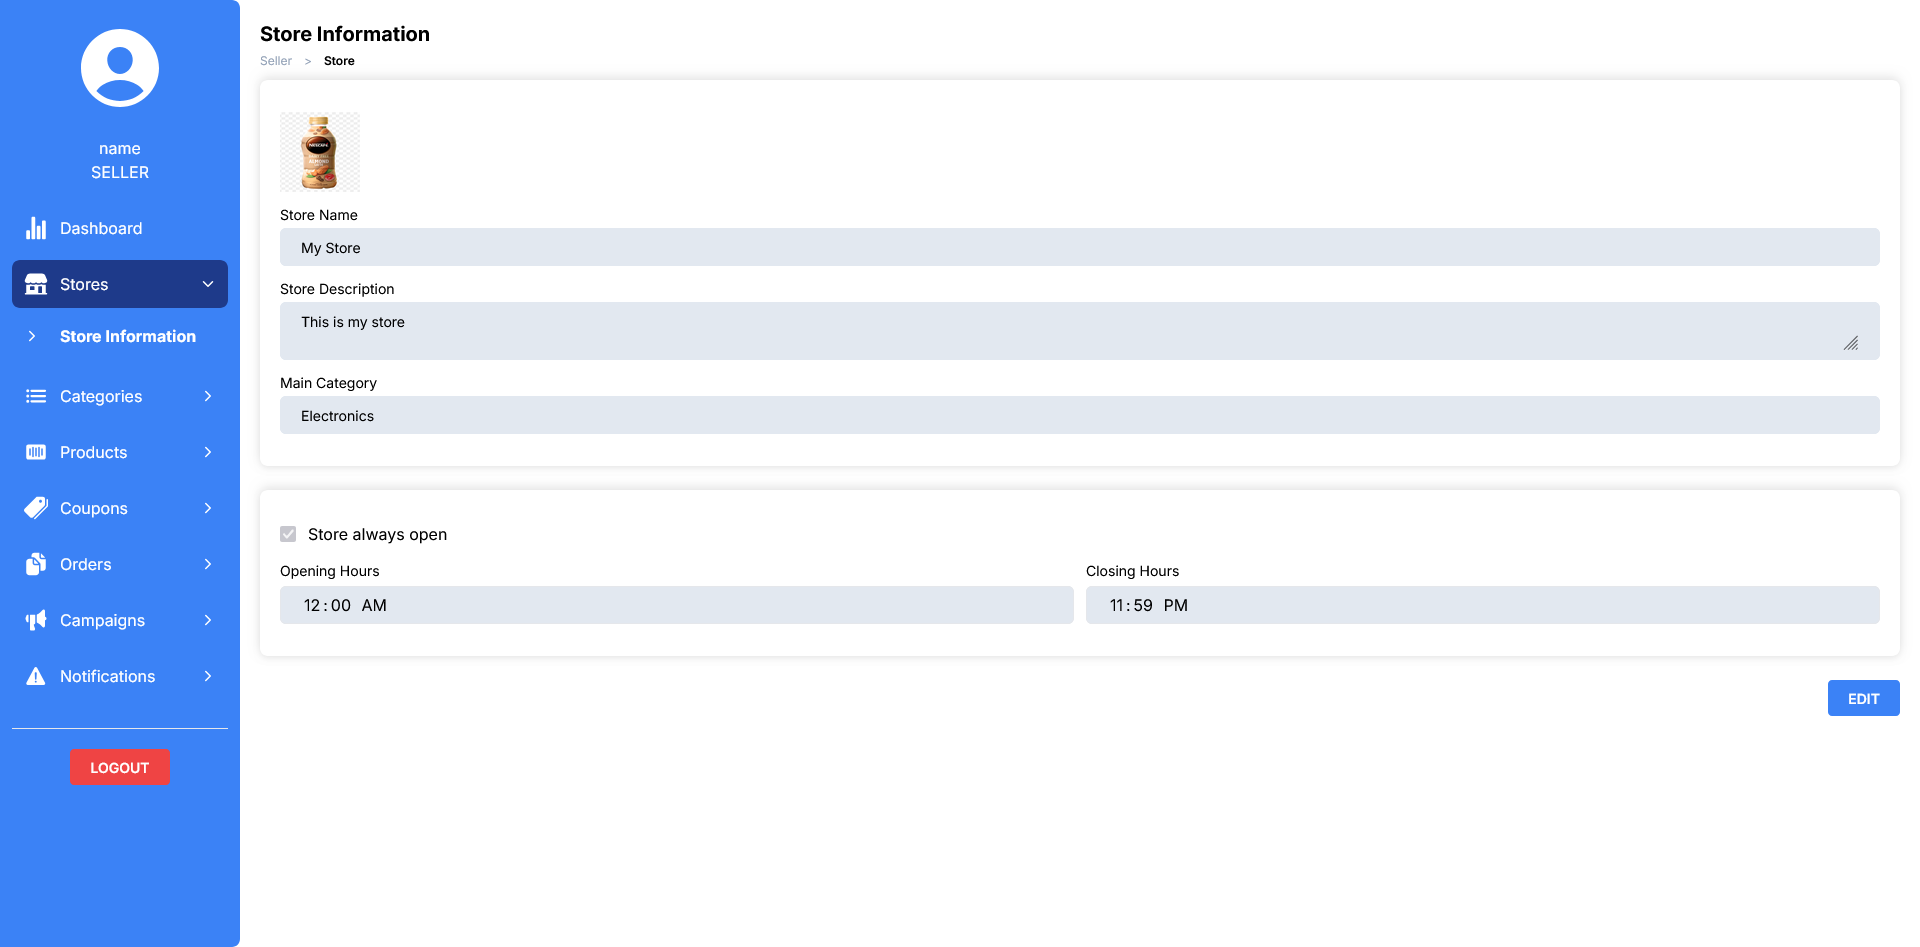 name
SELLER
Dashboard
Stores
Store Information
Categories
Products
Coupons
Orders
Campaigns
Notifications
LOGOUT
Store Information
Seller > Store
NESCAFÉ
ALMOND
Store Name
My Store
Store Description
This is my store
Main Category
Electronics
Store always open
Opening Hours
12:00 AM
Closing Hours
11:59 PM
EDIT